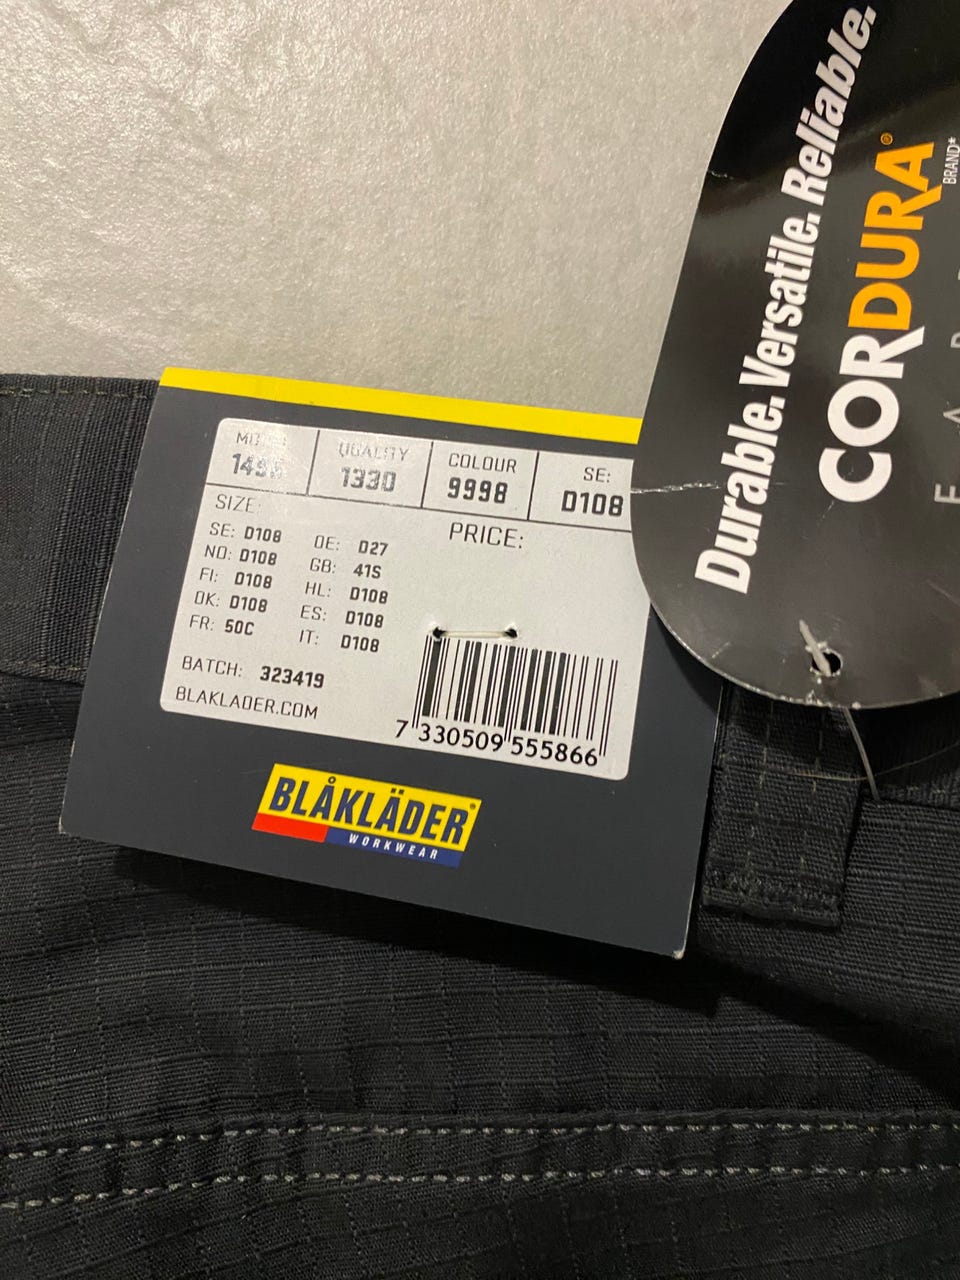 QUALITY
1330
COLOUR
9998
SE:
D108
SIZE:
PRICE:
SE: D108
NO: D108
FI: D108
DK: D108
FR: 50C
DE: D27
GB: 41S
HL: D108
ES: D108
IT: D108
BATCH: 323419
BLAKLADER.COM
7 330509 555866
BLÅKLÄDER®
WORKWEAR
Durable. Versatile. Reliable.
CORDURA®
BRAND*